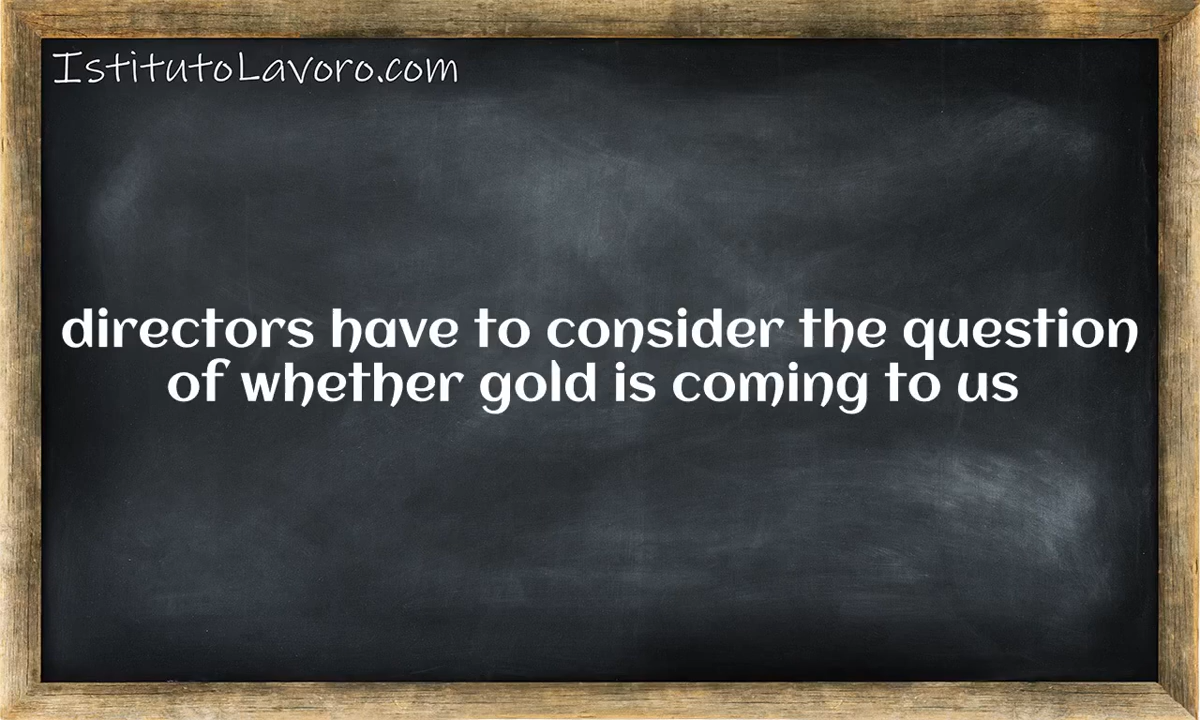 IstitutoLavoro.com
directors have to consider the question
of whether gold is coming to us